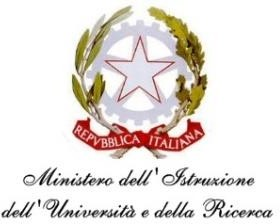 REPVBBLICA ITALIANA
Ministero dell'Istruzione
dell'Università e della Ricerca